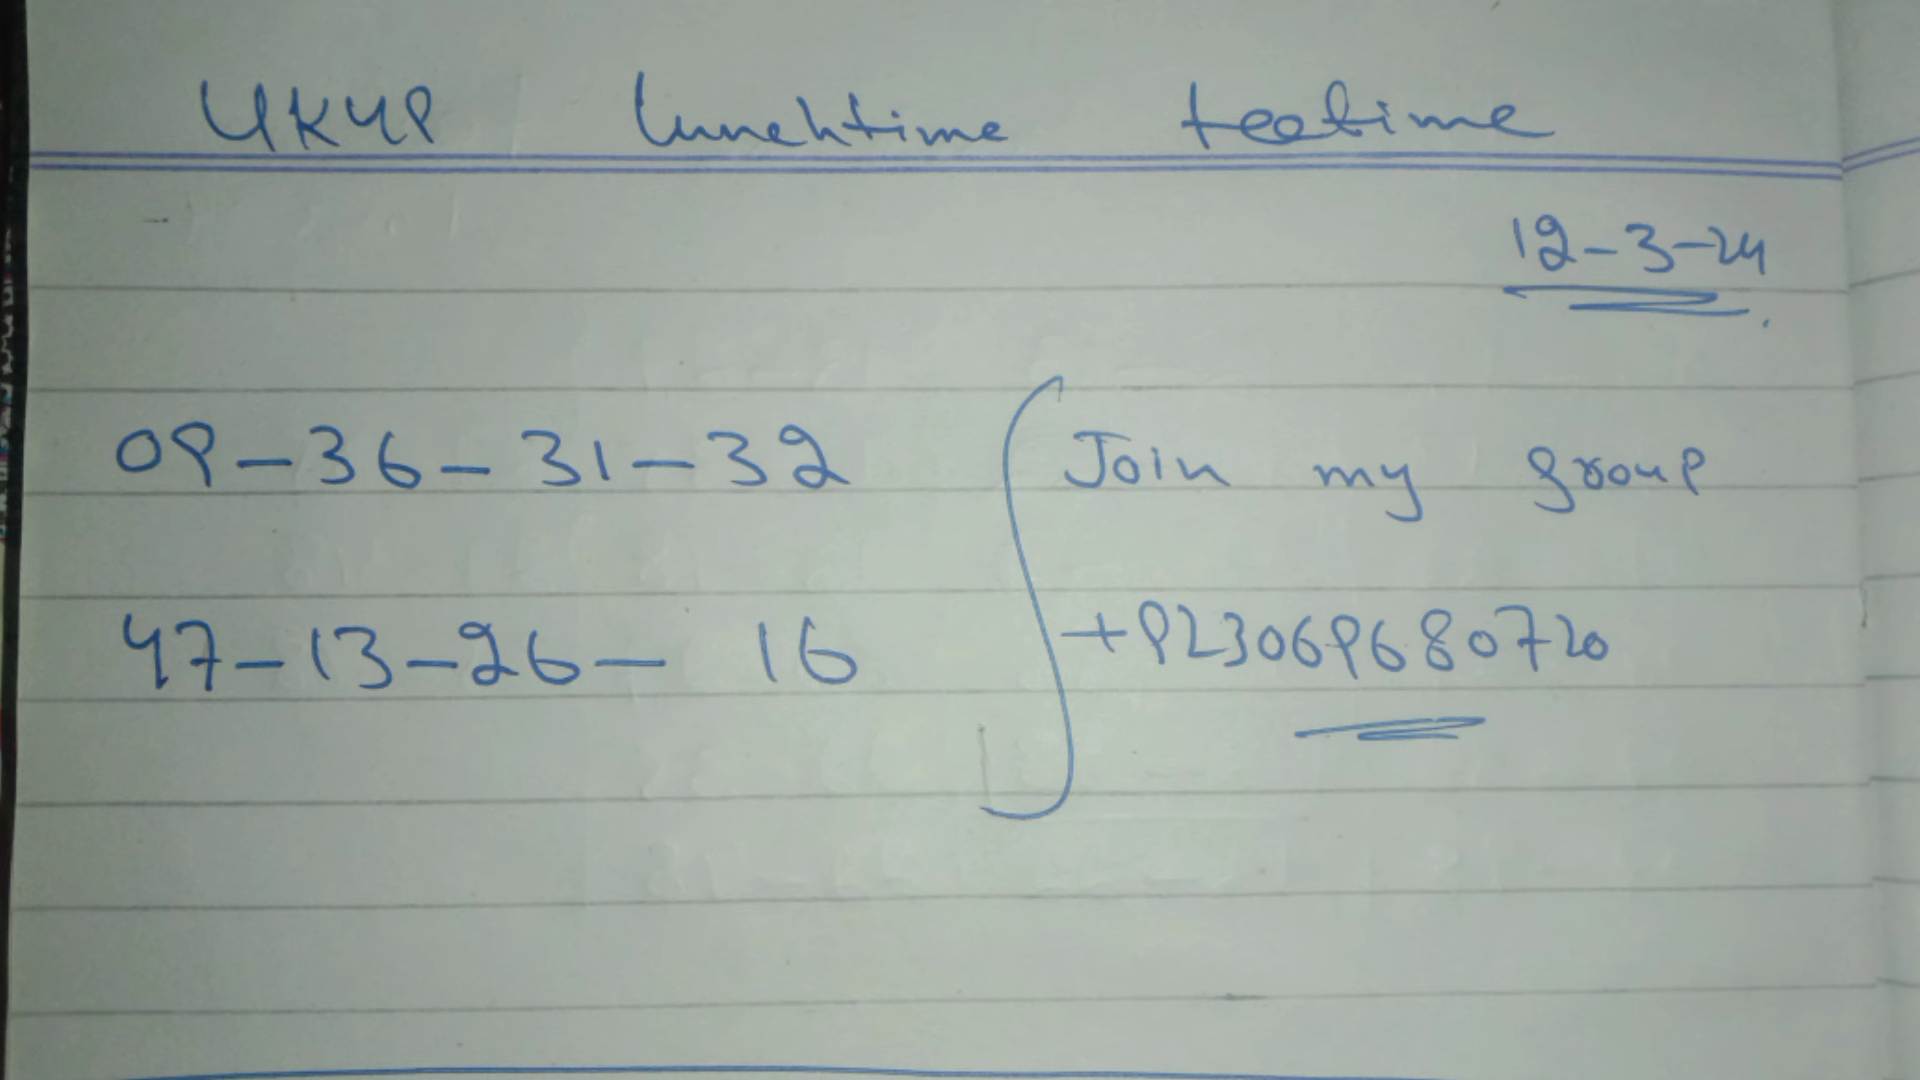 UK49 lunchtime teatime
12-3-24
09-36-31-32
47-13-26- 16
Join my group
+923069680720